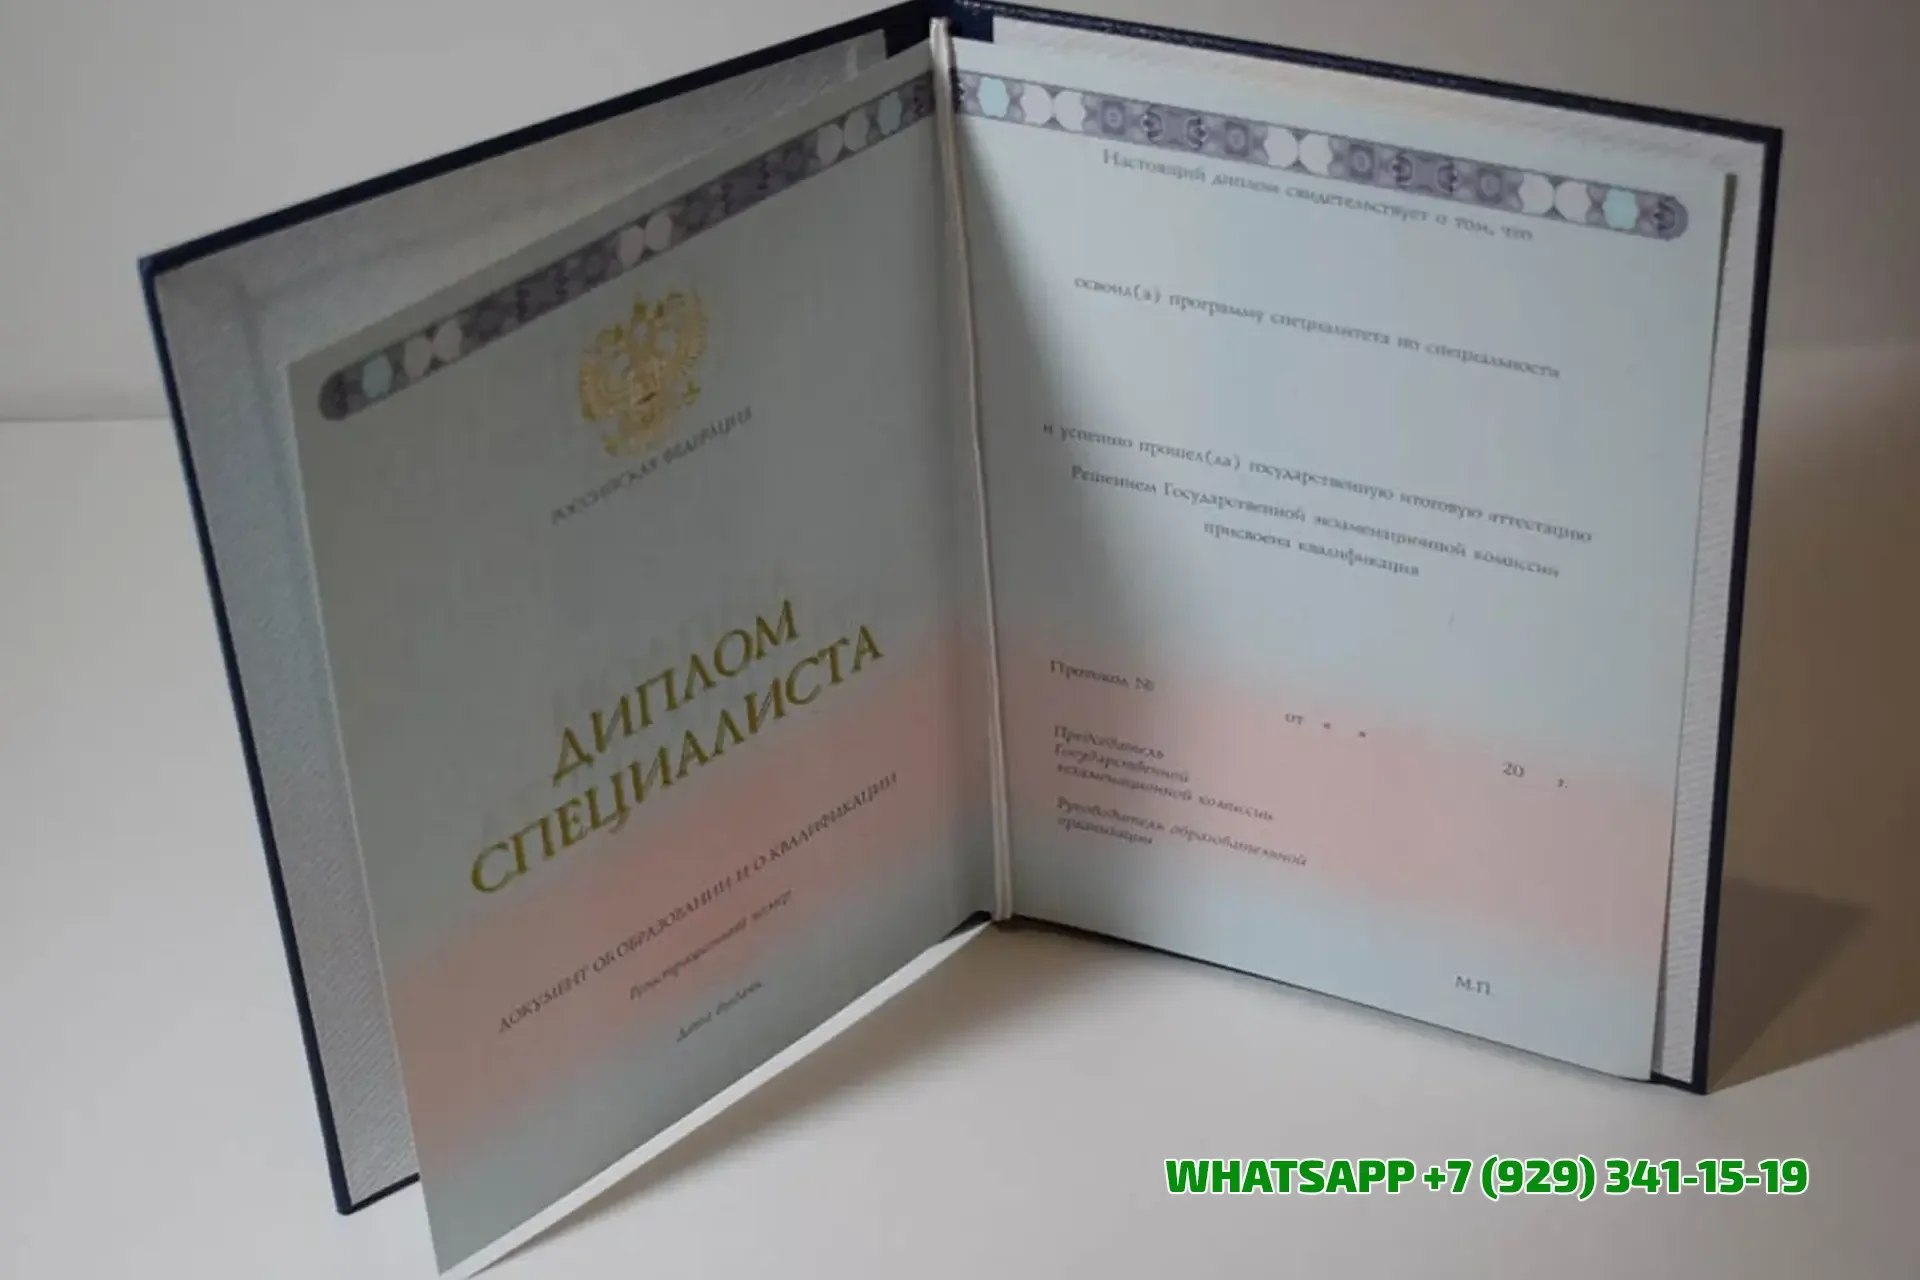 РОССИЙСКАЯ ФЕДЕРАЦИЯ
ДИПЛОМ
СПЕЦИАЛИСТА
ДОКУМЕНТ ОБ ОБРАЗОВАНИИ И О КВАЛИФИКАЦИИ
Регистрационный номер
Дата выдачи
Настоящий диплом свидетельствует о том, что
освоил(а) программу специалитета по специальности
и успешно прошел(ла) государственную итоговую аттестацию
Решением Государственной экзаменационной комиссии
присвоена квалификация
Протокол №
от « »
20 г.
Председатель
Государственной
экзаменационной комиссии
Руководитель образовательной
организации
М.П.
WHATSAPP +7 (929) 341-15-19